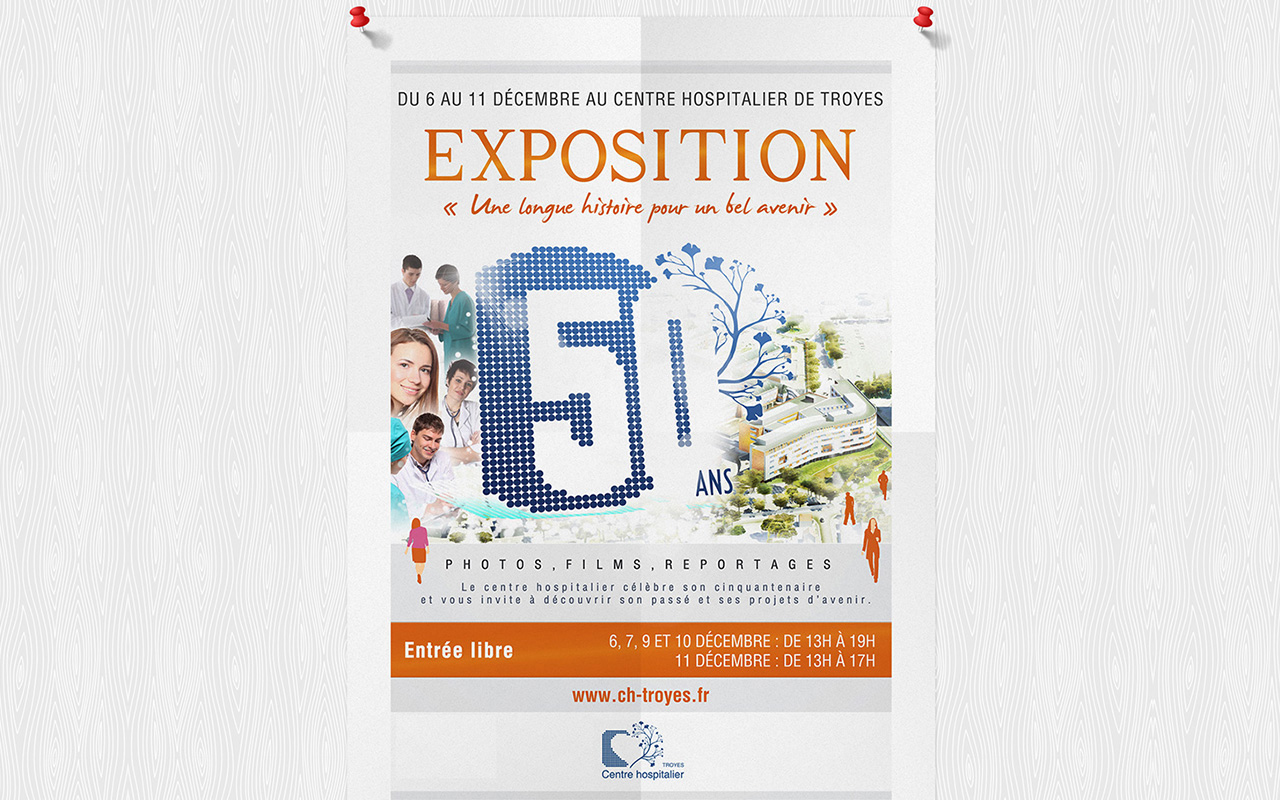 DU 6 AU 11 DÉCEMBRE AU CENTRE HOSPITALIER DE TROYES
EXPOSITION
« Une longue histoire pour un bel avenir »
50
ANS
PHOTOS, FILMS, REPORTAGES
Le centre hospitalier célèbre son cinquantenaire
et vous invite à découvrir son passé et ses projets d'avenir.
Entrée libre
6, 7, 9 ET 10 DÉCEMBRE : DE 13H À 19H
11 DÉCEMBRE : DE 13H À 17H
www.ch-troyes.fr
TROYES
Centre hospitalier